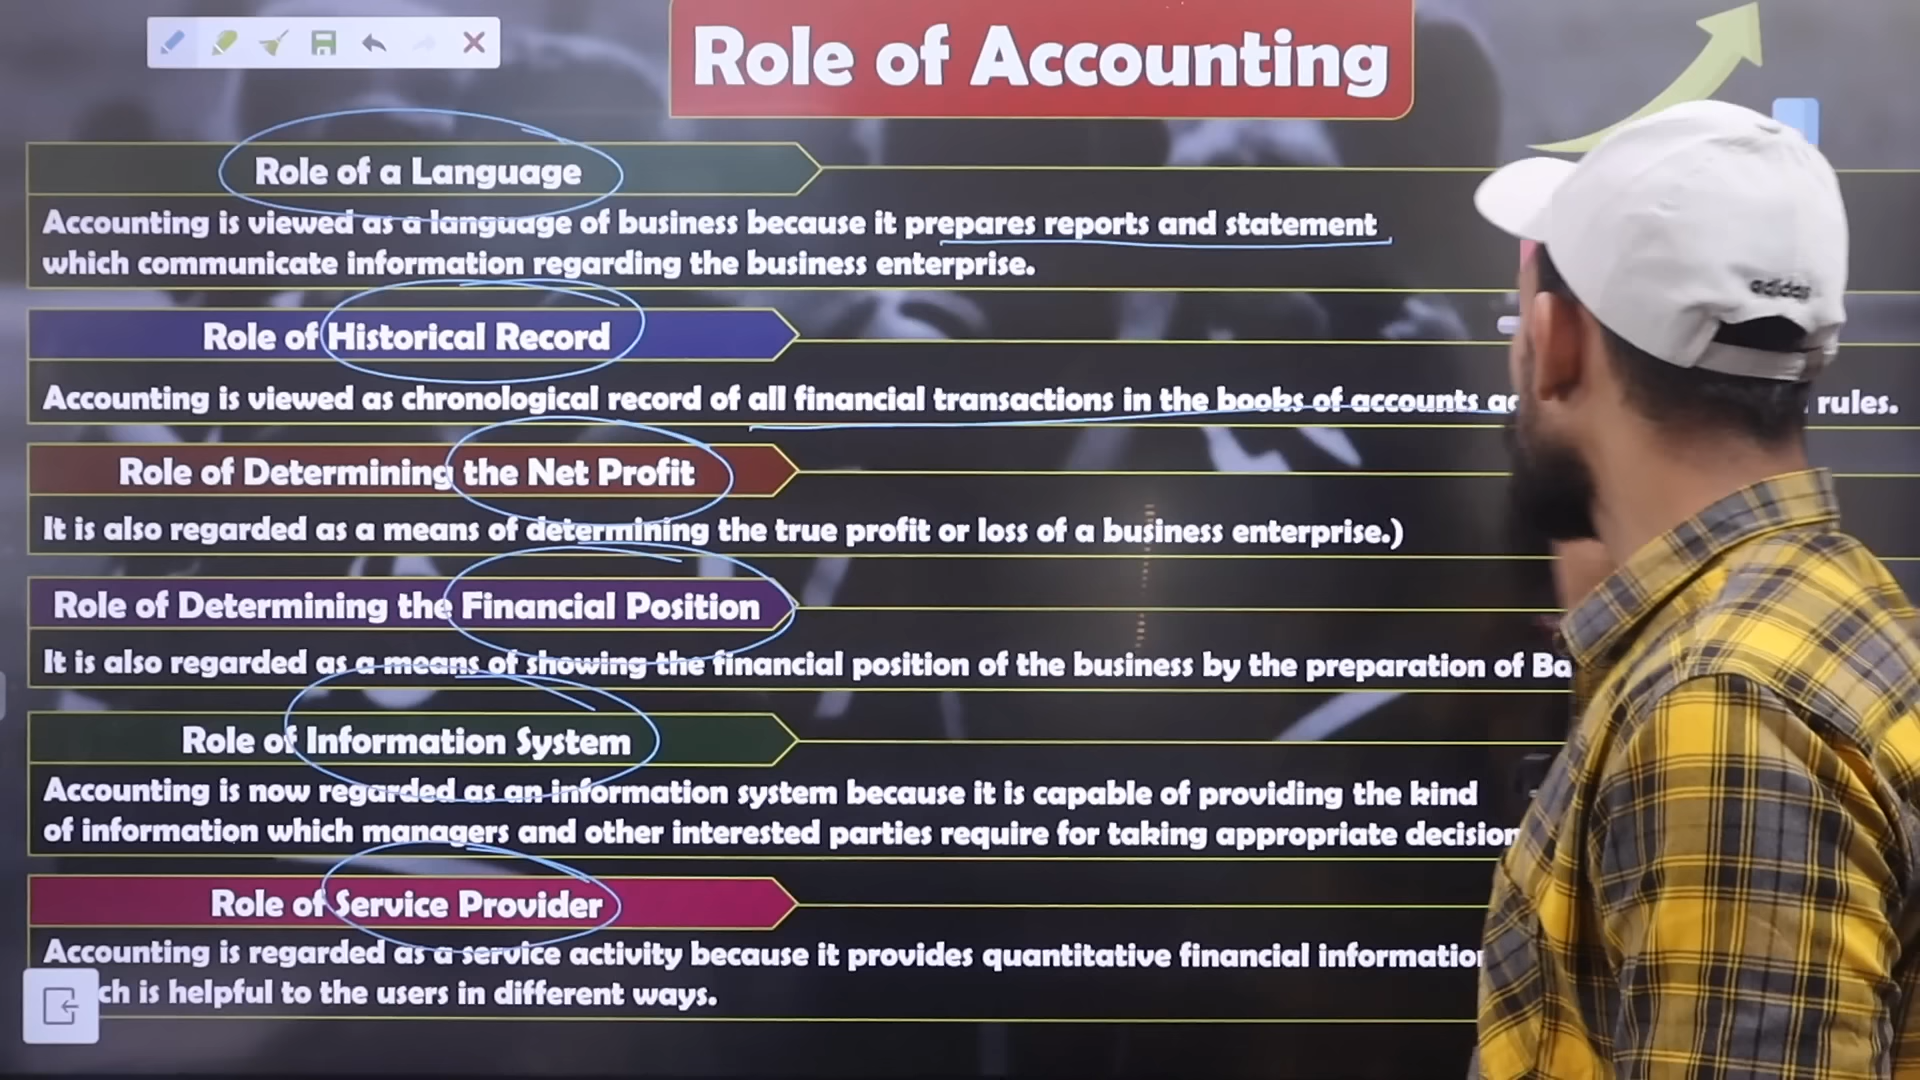 Role of Accounting
Role of a Language
Accounting is viewed as a language of business because it prepares reports and statement
which communicate information regarding the business enterprise.
Role of Historical Record
Accounting is viewed as chronological record of all financial transactions in the books of accounts rules.
Role of Determining the Net Profit
It is also regarded as a means of determining the true profit or loss of a business enterprise.)
Role of Determining the Financial Position
It is also regarded as a means of showing the financial position of the business by the preparation of Ba
Role of Information System
Accounting is now regarded as an information system because it is capable of providing the kind
of information which managers and other interested parties require for taking appropriate decision
Role of Service Provider
Accounting is regarded as a service activity because it provides quantitative financial information
ch is helpful to the users in different ways.
adidas